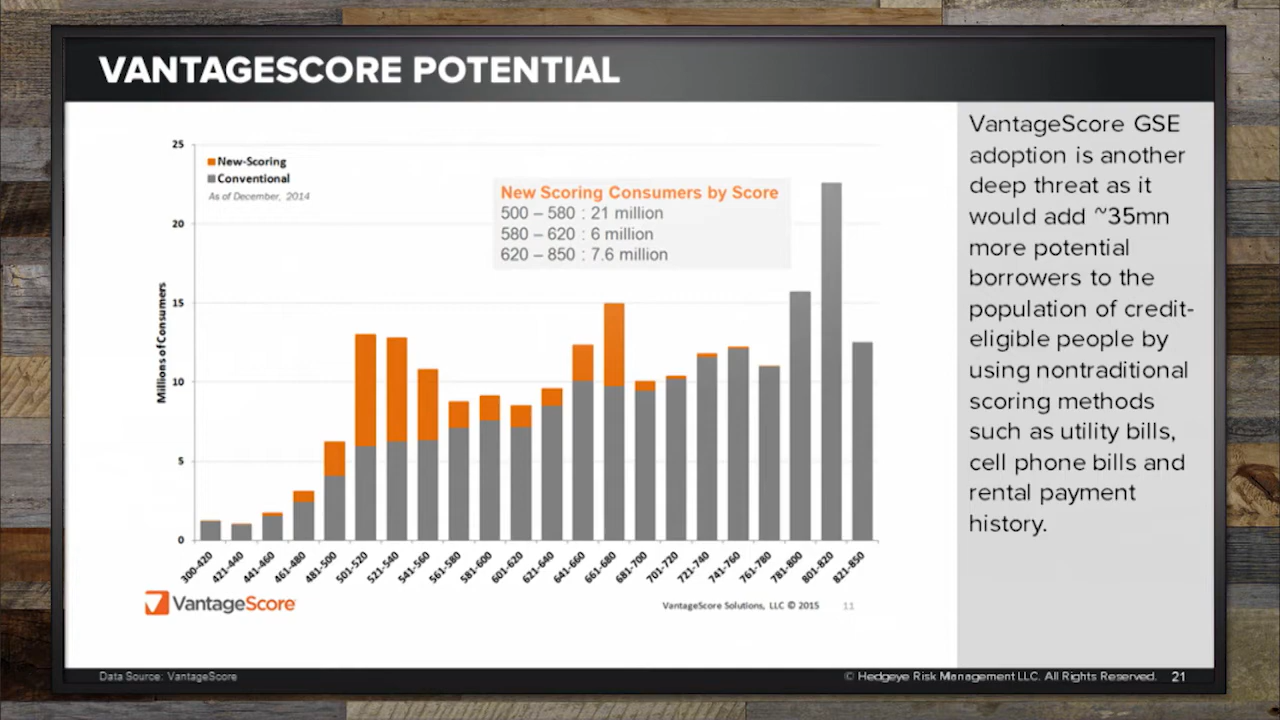 VANTAGESCORE POTENTIAL
25
20
15
10
5
0
Millions of Consumers
New-Scoring
Conventional
As of December, 2014
New Scoring Consumers by Score
500 – 580 : 21 million
580 – 620 : 6 million
620 – 850 : 7.6 million
300-420
421-440
441-460
461-480
481-500
501-520
521-540
541-560
561-580
581-600
601-620
621-640
641-660
661-680
681-700
701-720
721-740
741-760
761-780
781-800
801-820
821-850
VantageScore
VantageScore Solutions, LLC © 2015 11
VantageScore GSE
adoption is another
deep threat as it
would add ~35mn
more potential
borrowers to the
population of credit-
eligible people by
using nontraditional
scoring methods
such as utility bills,
cell phone bills and
rental payment
history.
Data Source: VantageScore
© Hedgeye Risk Management LLC. All Rights Reserved. 21